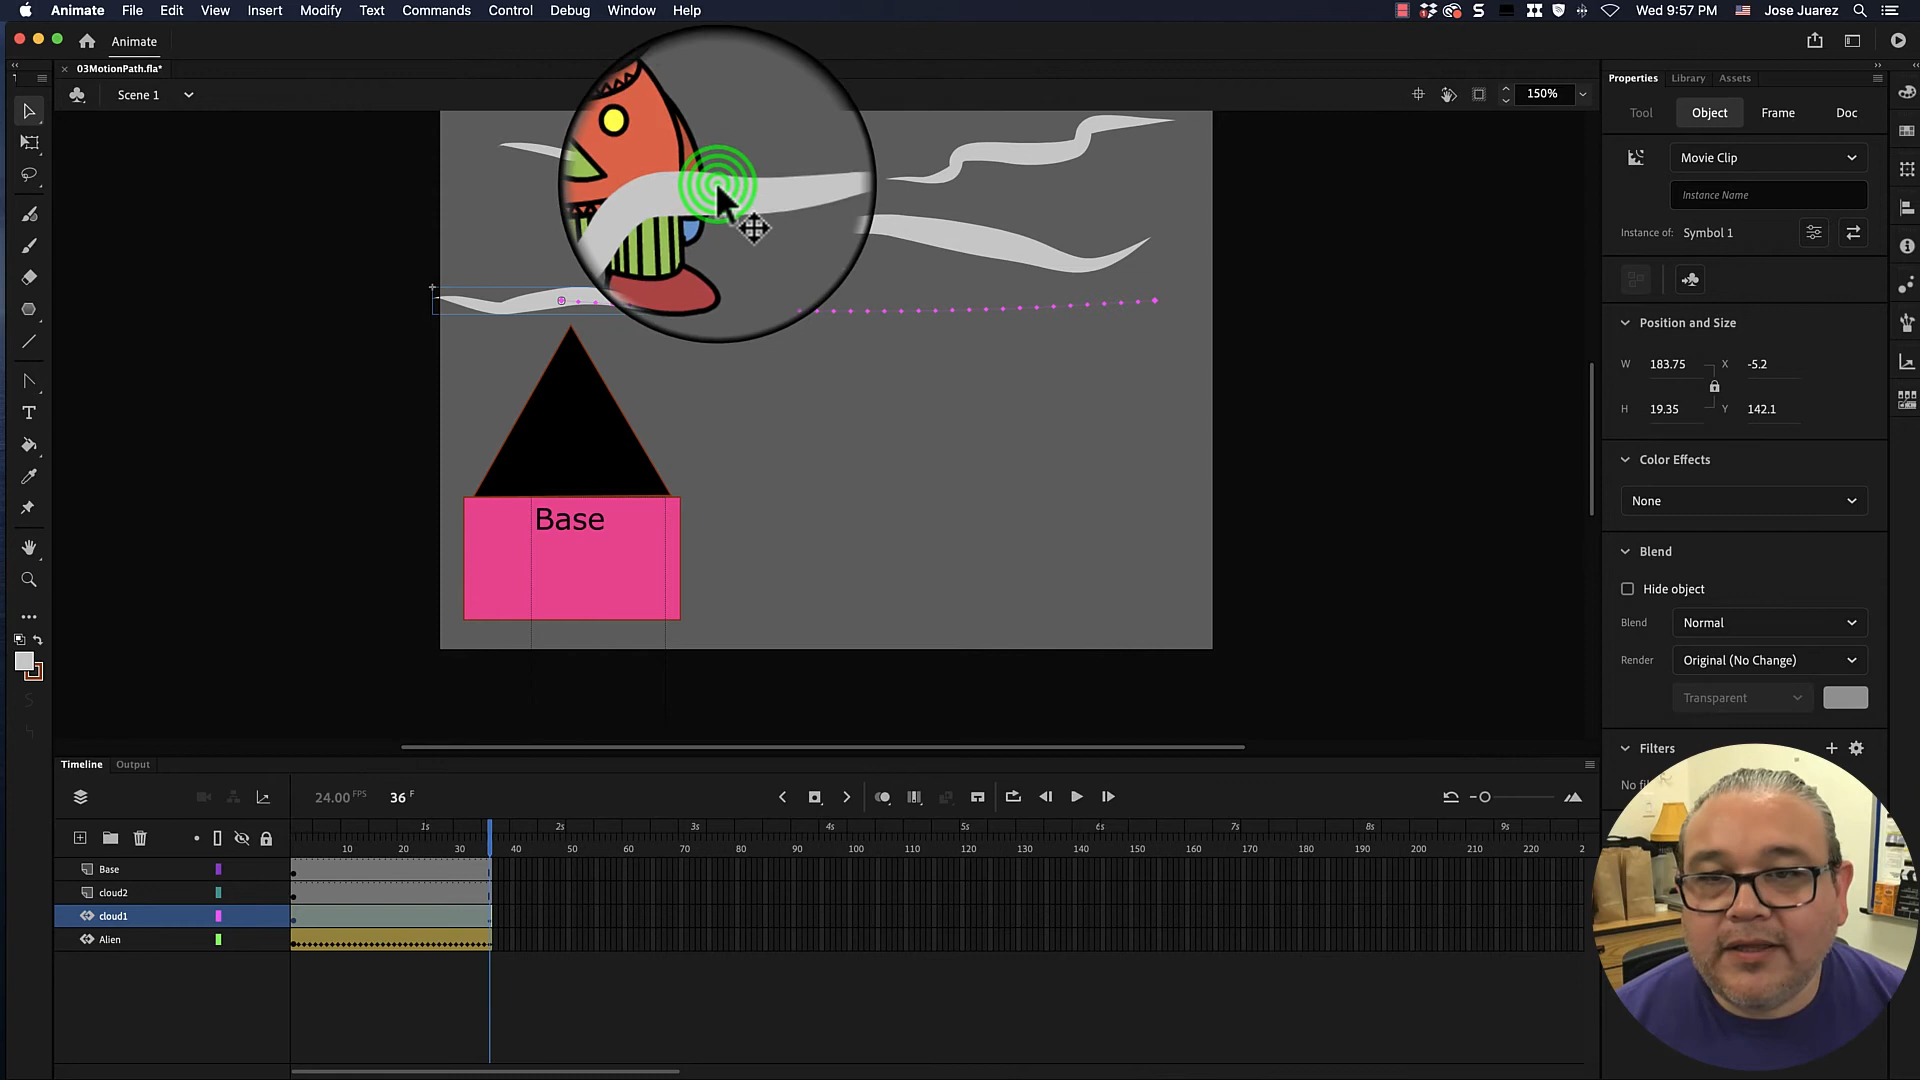 Animate File Edit View Insert Modify Text Commands Control Debug Window Help Wed 9:57 PM Jose Juarez
Animate
03MotionPath.fla*
Scene 1
150%
Properties Library Assets
Tool Object Frame Doc
Movie Clip
Instance Name
Instance of: Symbol 1
Position and Size
W 183.75 X -5.2
H 19.35 Y 142.1
Color Effects
None
Blend
Hide object
Blend Normal
Render Original (No Change)
Transparent
Filters
Base
Timeline Output
24.00 FPS 36 F
1s 2s 3s 4s 5s 6s 7s 8s 9s
10 20 30 40 50 60 70 80 90 100 110 120 130 140 150 160 170 180 190 200 210 220 2
Base
cloud2
cloud1
Alien